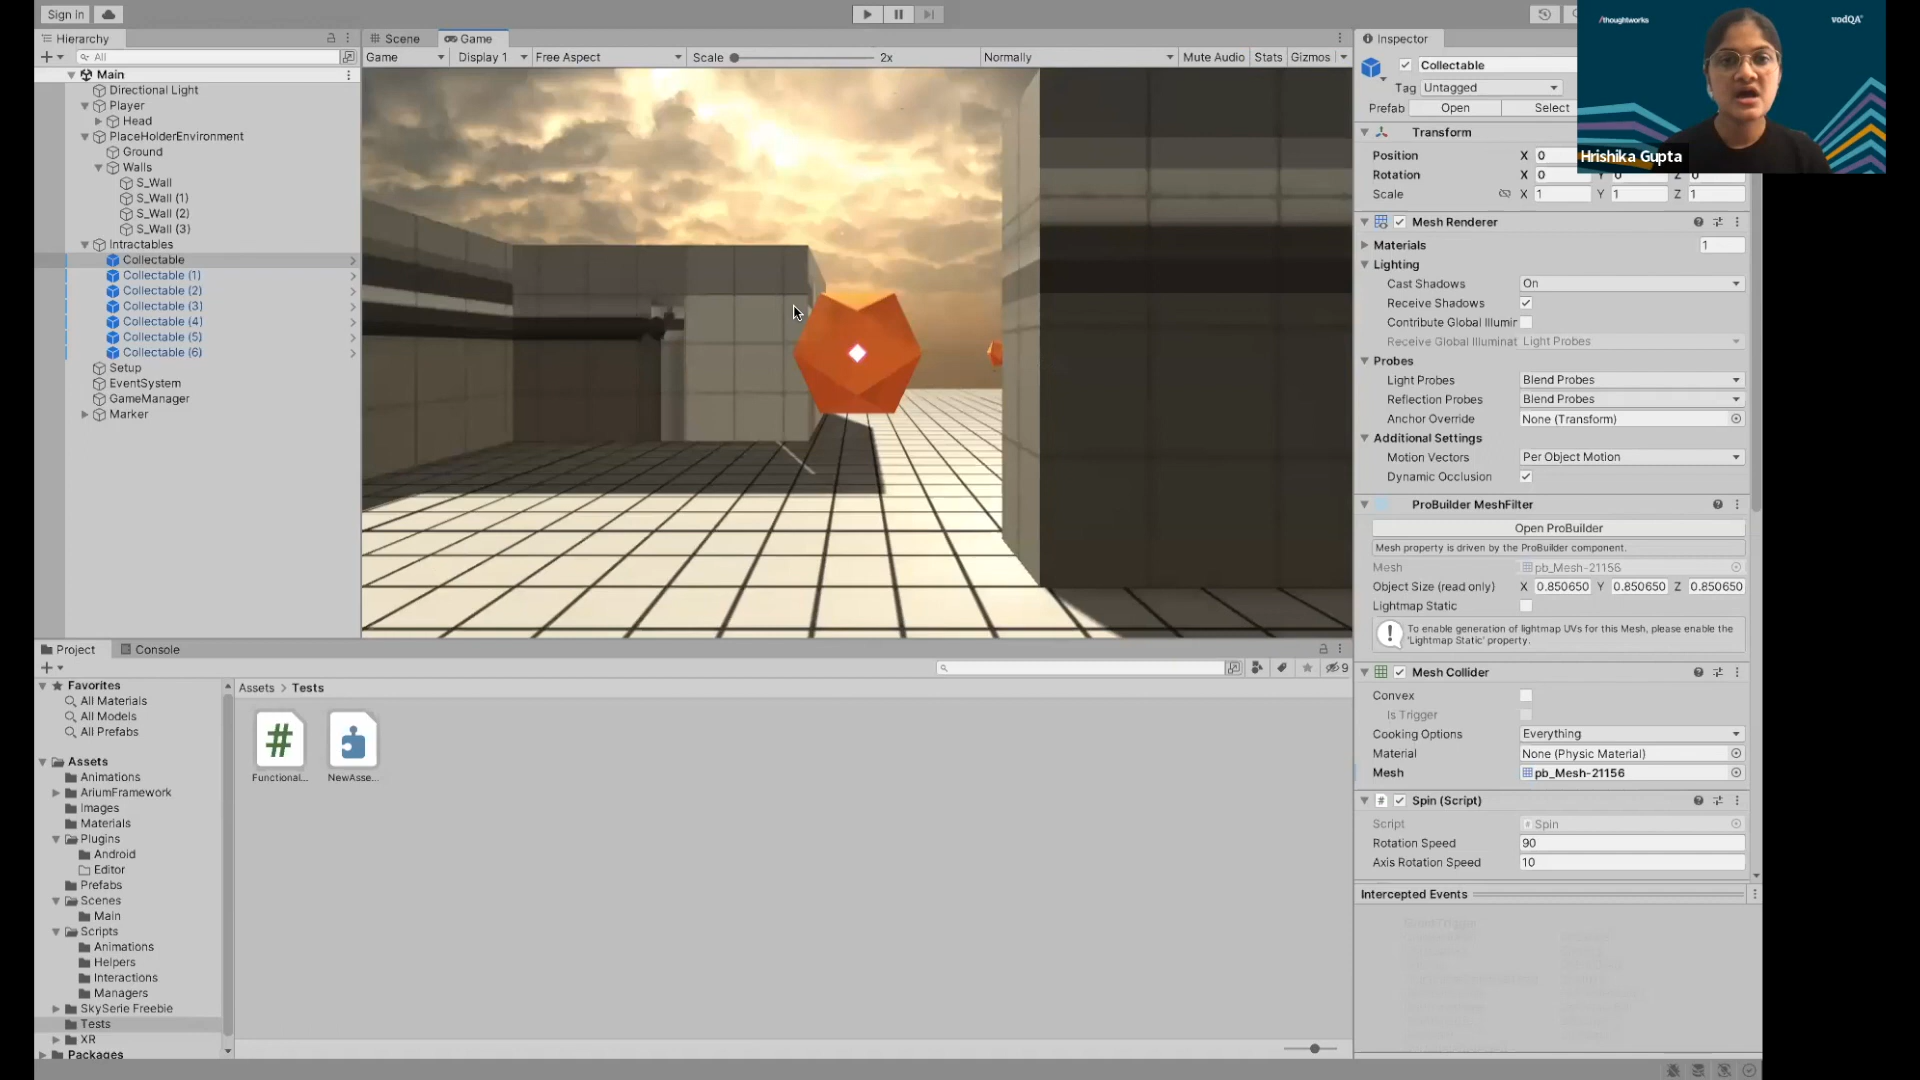 Sign In
Hierarchy
All
Main
Directional Light
Player
Head
PlaceHolderEnvironment
Ground
Walls
S_Wall
S_Wall (1)
S_Wall (2)
S_Wall (3)
Intractables
Collectable
Collectable (1)
Collectable (2)
Collectable (3)
Collectable (4)
Collectable (5)
Collectable (6)
Setup
EventSystem
GameManager
Marker
Scene
Game
Game
Display 1
Free Aspect
Scale
2x
Normally
Mute Audio
Stats
Gizmos
Inspector
Collectable
Tag
Untagged
Prefab
Open
Select
Transform
Position
X
0
Rotation
X
0
Y
0
Z
0
Scale
X
1
Y
1
Z
1
Mesh Renderer
Materials
1
Lighting
Cast Shadows
On
Receive Shadows
Contribute Global Illumir
Receive Global Illuminat
Light Probes
Probes
Light Probes
Blend Probes
Reflection Probes
Blend Probes
Anchor Override
None (Transform)
Additional Settings
Motion Vectors
Per Object Motion
Dynamic Occlusion
ProBuilder MeshFilter
Open ProBuilder
Mesh property is driven by the ProBuilder component.
Mesh
pb_Mesh-21156
Object Size (read only)
X
0.850650
Y
0.850650
Z
0.850650
Lightmap Static
To enable generation of lightmap UVs for this Mesh, please enable the
'Lightmap Static' property.
Mesh Collider
Convex
Is Trigger
Cooking Options
Everything
Material
None (Physic Material)
Mesh
pb_Mesh-21156
Spin (Script)
Script
Spin
Rotation Speed
90
Axis Rotation Speed
10
Intercepted Events
/thoughtworks
vodQA
Hrishika Gupta
Project
Console
9
Favorites
All Materials
All Models
All Prefabs
Assets
Animations
AriumFramework
Images
Materials
Plugins
Android
Editor
Prefabs
Scenes
Main
Scripts
Animations
Helpers
Interactions
Managers
SkySerie Freebie
Tests
XR
Packages
Assets
Tests
Functional...
NewAsse...